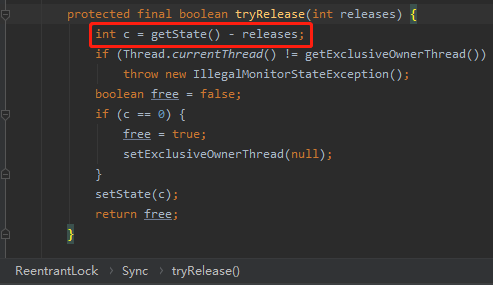 protected final boolean tryRelease(int releases) {
int c = getState() - releases;
if (Thread.currentThread() != getExclusiveOwnerThread())
throw new IllegalMonitorStateException();
boolean free = false;
if (c == 0) {
free = true;
setExclusiveOwnerThread(null);
}
setState(c);
return free;
}
ReentrantLock › Sync › tryRelease()